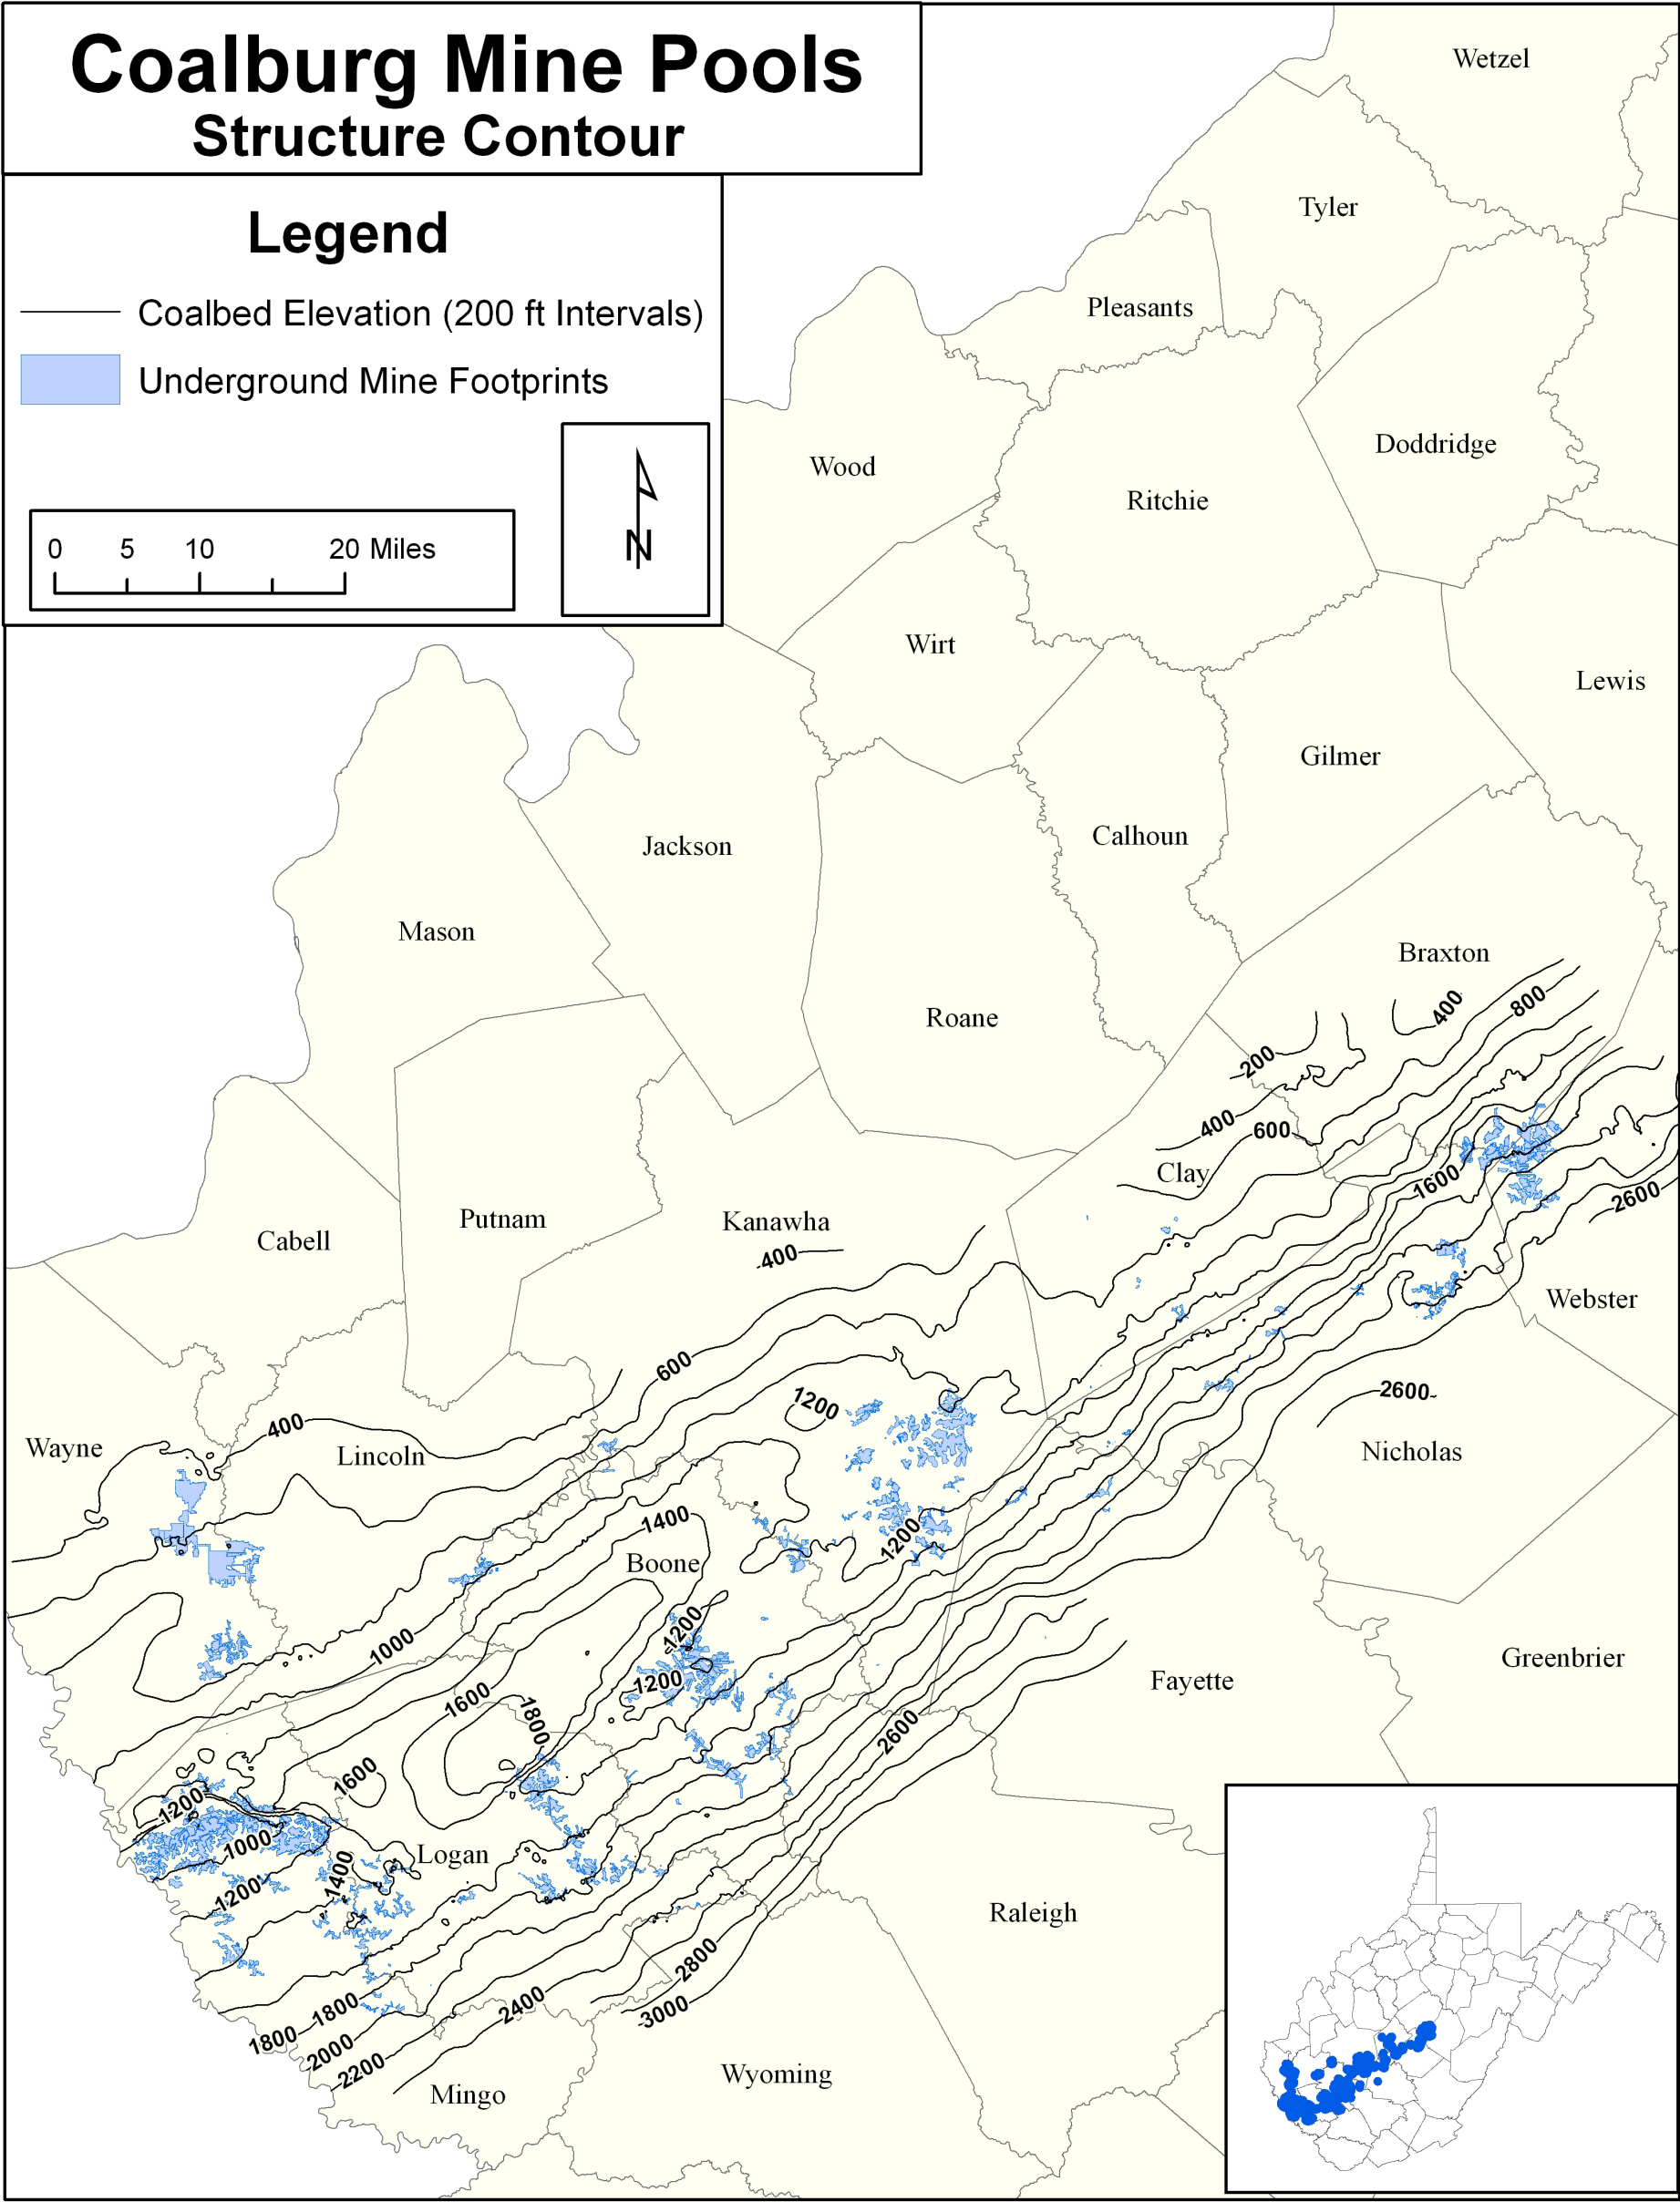 Coalburg Mine Pools
Structure Contour
Legend
Coalbed Elevation (200 ft Intervals)
Underground Mine Footprints
0 5 10 20 Miles
N
Wetzel
Tyler
Pleasants
Doddridge
Wood
Ritchie
Wirt
Lewis
Gilmer
Calhoun
Jackson
Mason
Braxton
400
800
Roane
200
400
600
Clay
1600
2600
Putnam
Kanawha
Cabell
400
Webster
600
2600
1200
400
Wayne
Lincoln
Nicholas
1400
1200
Boone
1200
1000
1200
Greenbrier
Fayette
1600
1800
2600
1600
1200
1000
Logan
1400
1200
Raleigh
2800
2400
3000
1800
1800
2000
2200
Wyoming
Mingo